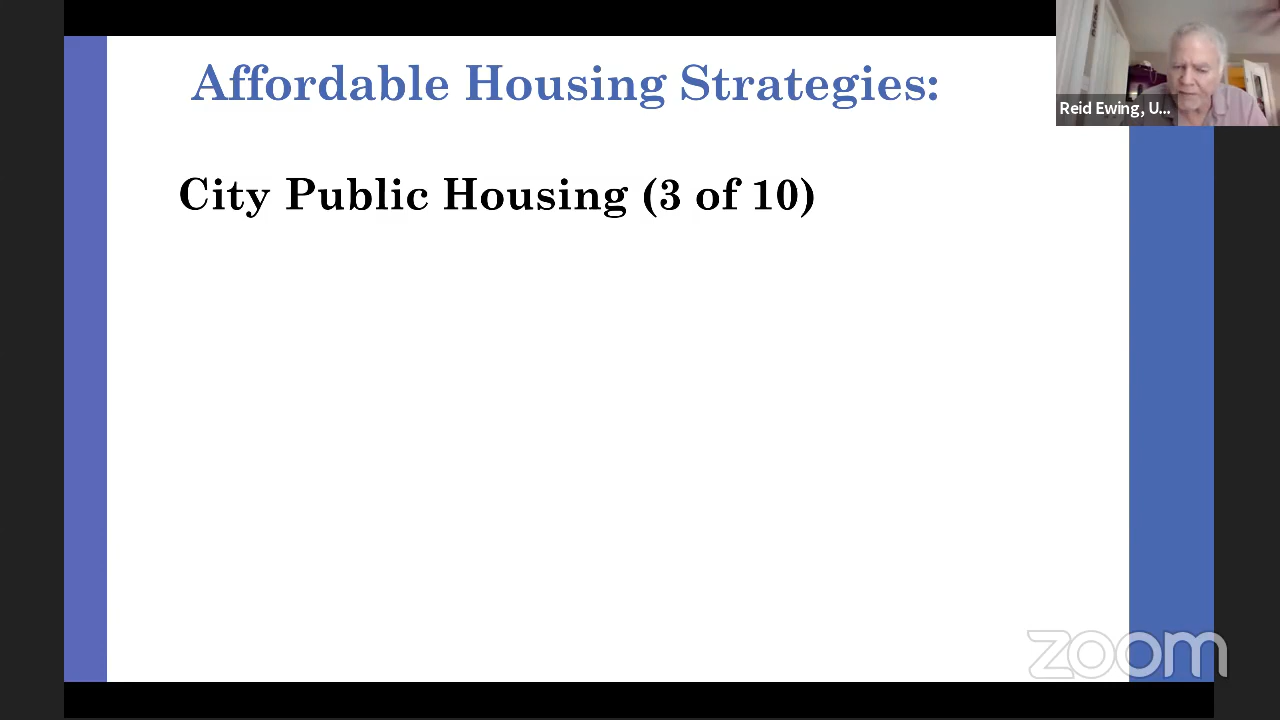 Affordable Housing Strategies:
Reid Ewing, U...
City Public Housing (3 of 10)
zoom